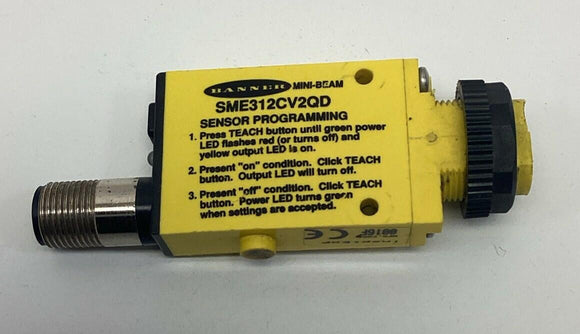 BANNER MINI-BEAM
SME312CV2QD
SENSOR PROGRAMMING
1. Press TEACH button until green power
LED flashes red (or turns off) and
yellow output LED is on.
2. Present "on" condition. Click TEACH
button. Output LED will turn off.
3. Present "off" condition. Click TEACH
button. Power LED turns green
when settings are accepted.
CE
0016F